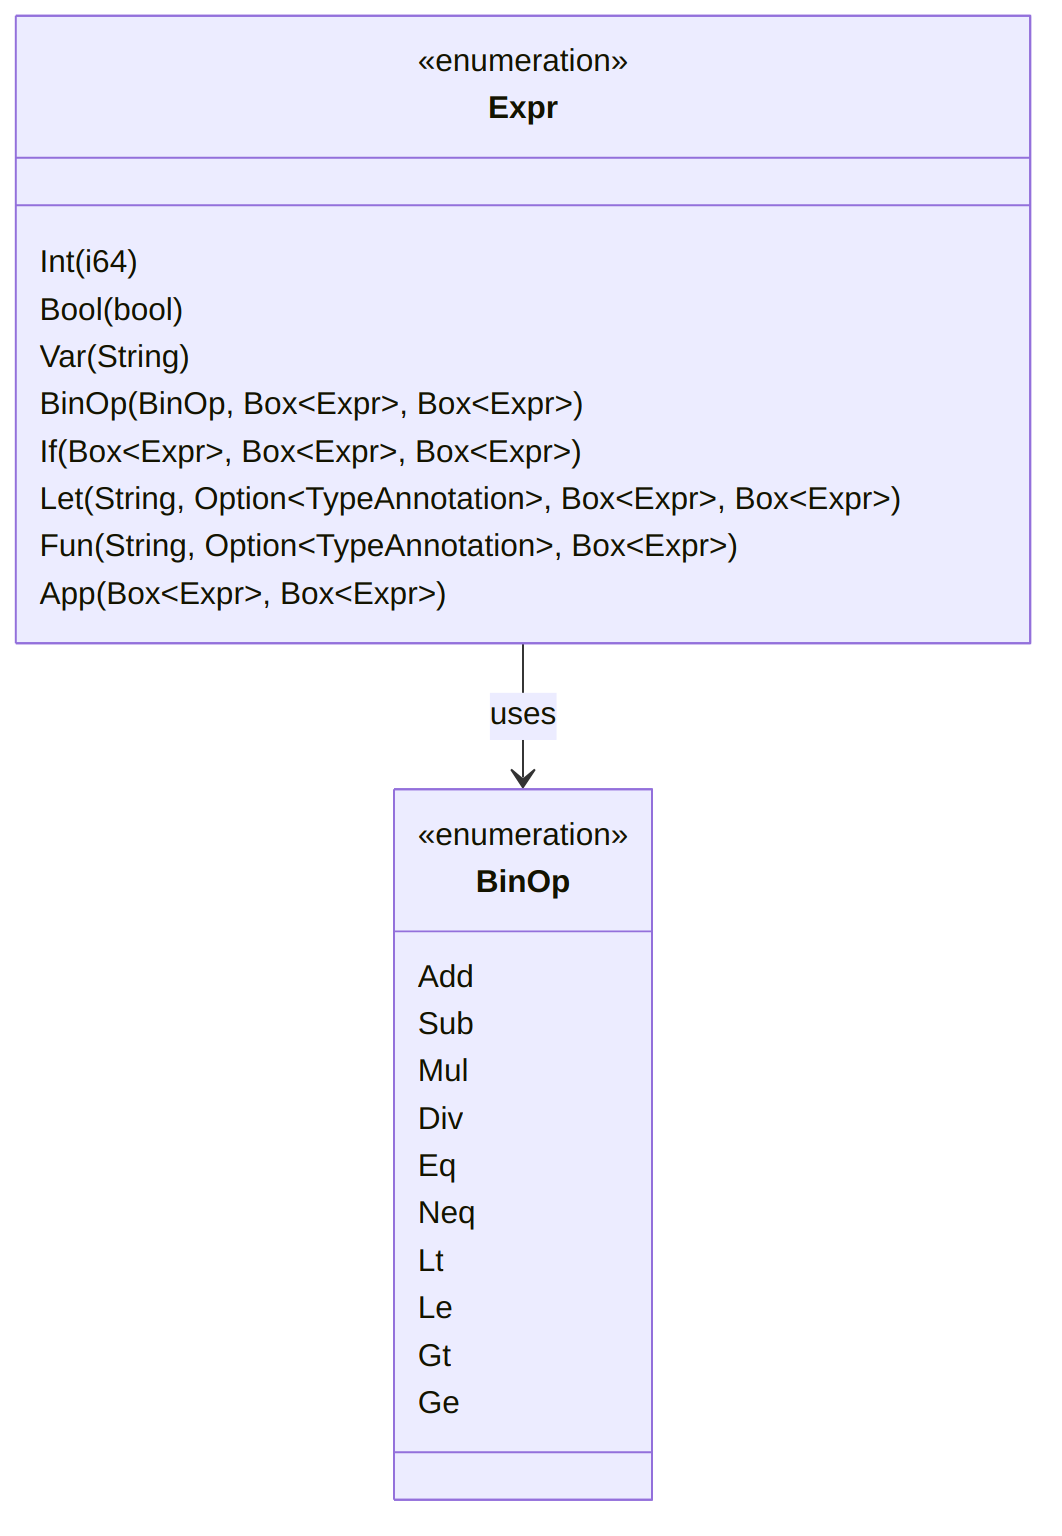 «enumeration»
Expr
Int(i64)
Bool(bool)
Var(String)
BinOp(BinOp, Box<Expr>, Box<Expr>)
If(Box<Expr>, Box<Expr>, Box<Expr>)
Let(String, Option<TypeAnnotation>, Box<Expr>, Box<Expr>)
Fun(String, Option<TypeAnnotation>, Box<Expr>)
App(Box<Expr>, Box<Expr>)
uses
«enumeration»
BinOp
Add
Sub
Mul
Div
Eq
Neq
Lt
Le
Gt
Ge